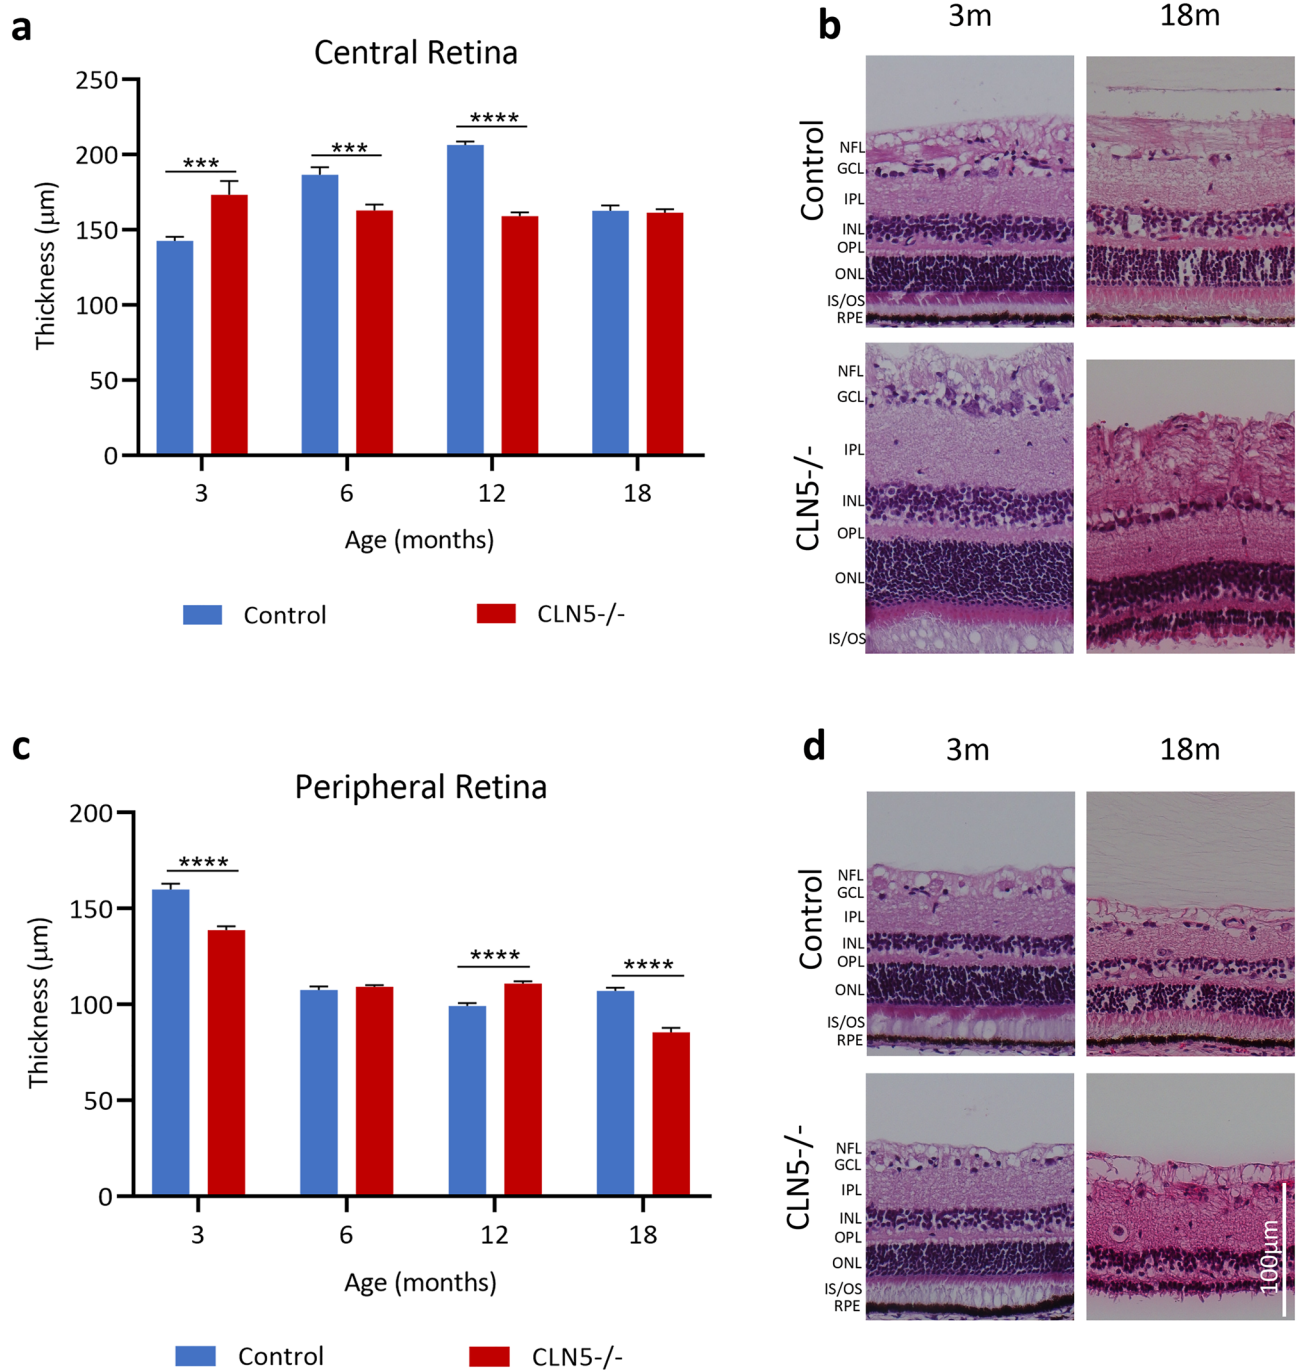 a
Central Retina
250
200
150
100
50
0
Thickness (μm)
***
***
****
3 6 12 18
Age (months)
Control CLN5-/-
b
3m 18m
Control
NFL
GCL
IPL
INL
OPL
ONL
IS/OS
RPE
CLN5-/-
NFL
GCL
IPL
INL
OPL
ONL
IS/OS
c
Peripheral Retina
200
150
100
50
0
Thickness (μm)
****
****
****
3 6 12 18
Age (months)
Control CLN5-/-
d
3m 18m
Control
NFL
GCL
IPL
INL
OPL
ONL
IS/OS
RPE
CLN5-/-
NFL
GCL
IPL
INL
OPL
ONL
IS/OS
RPE
100μm